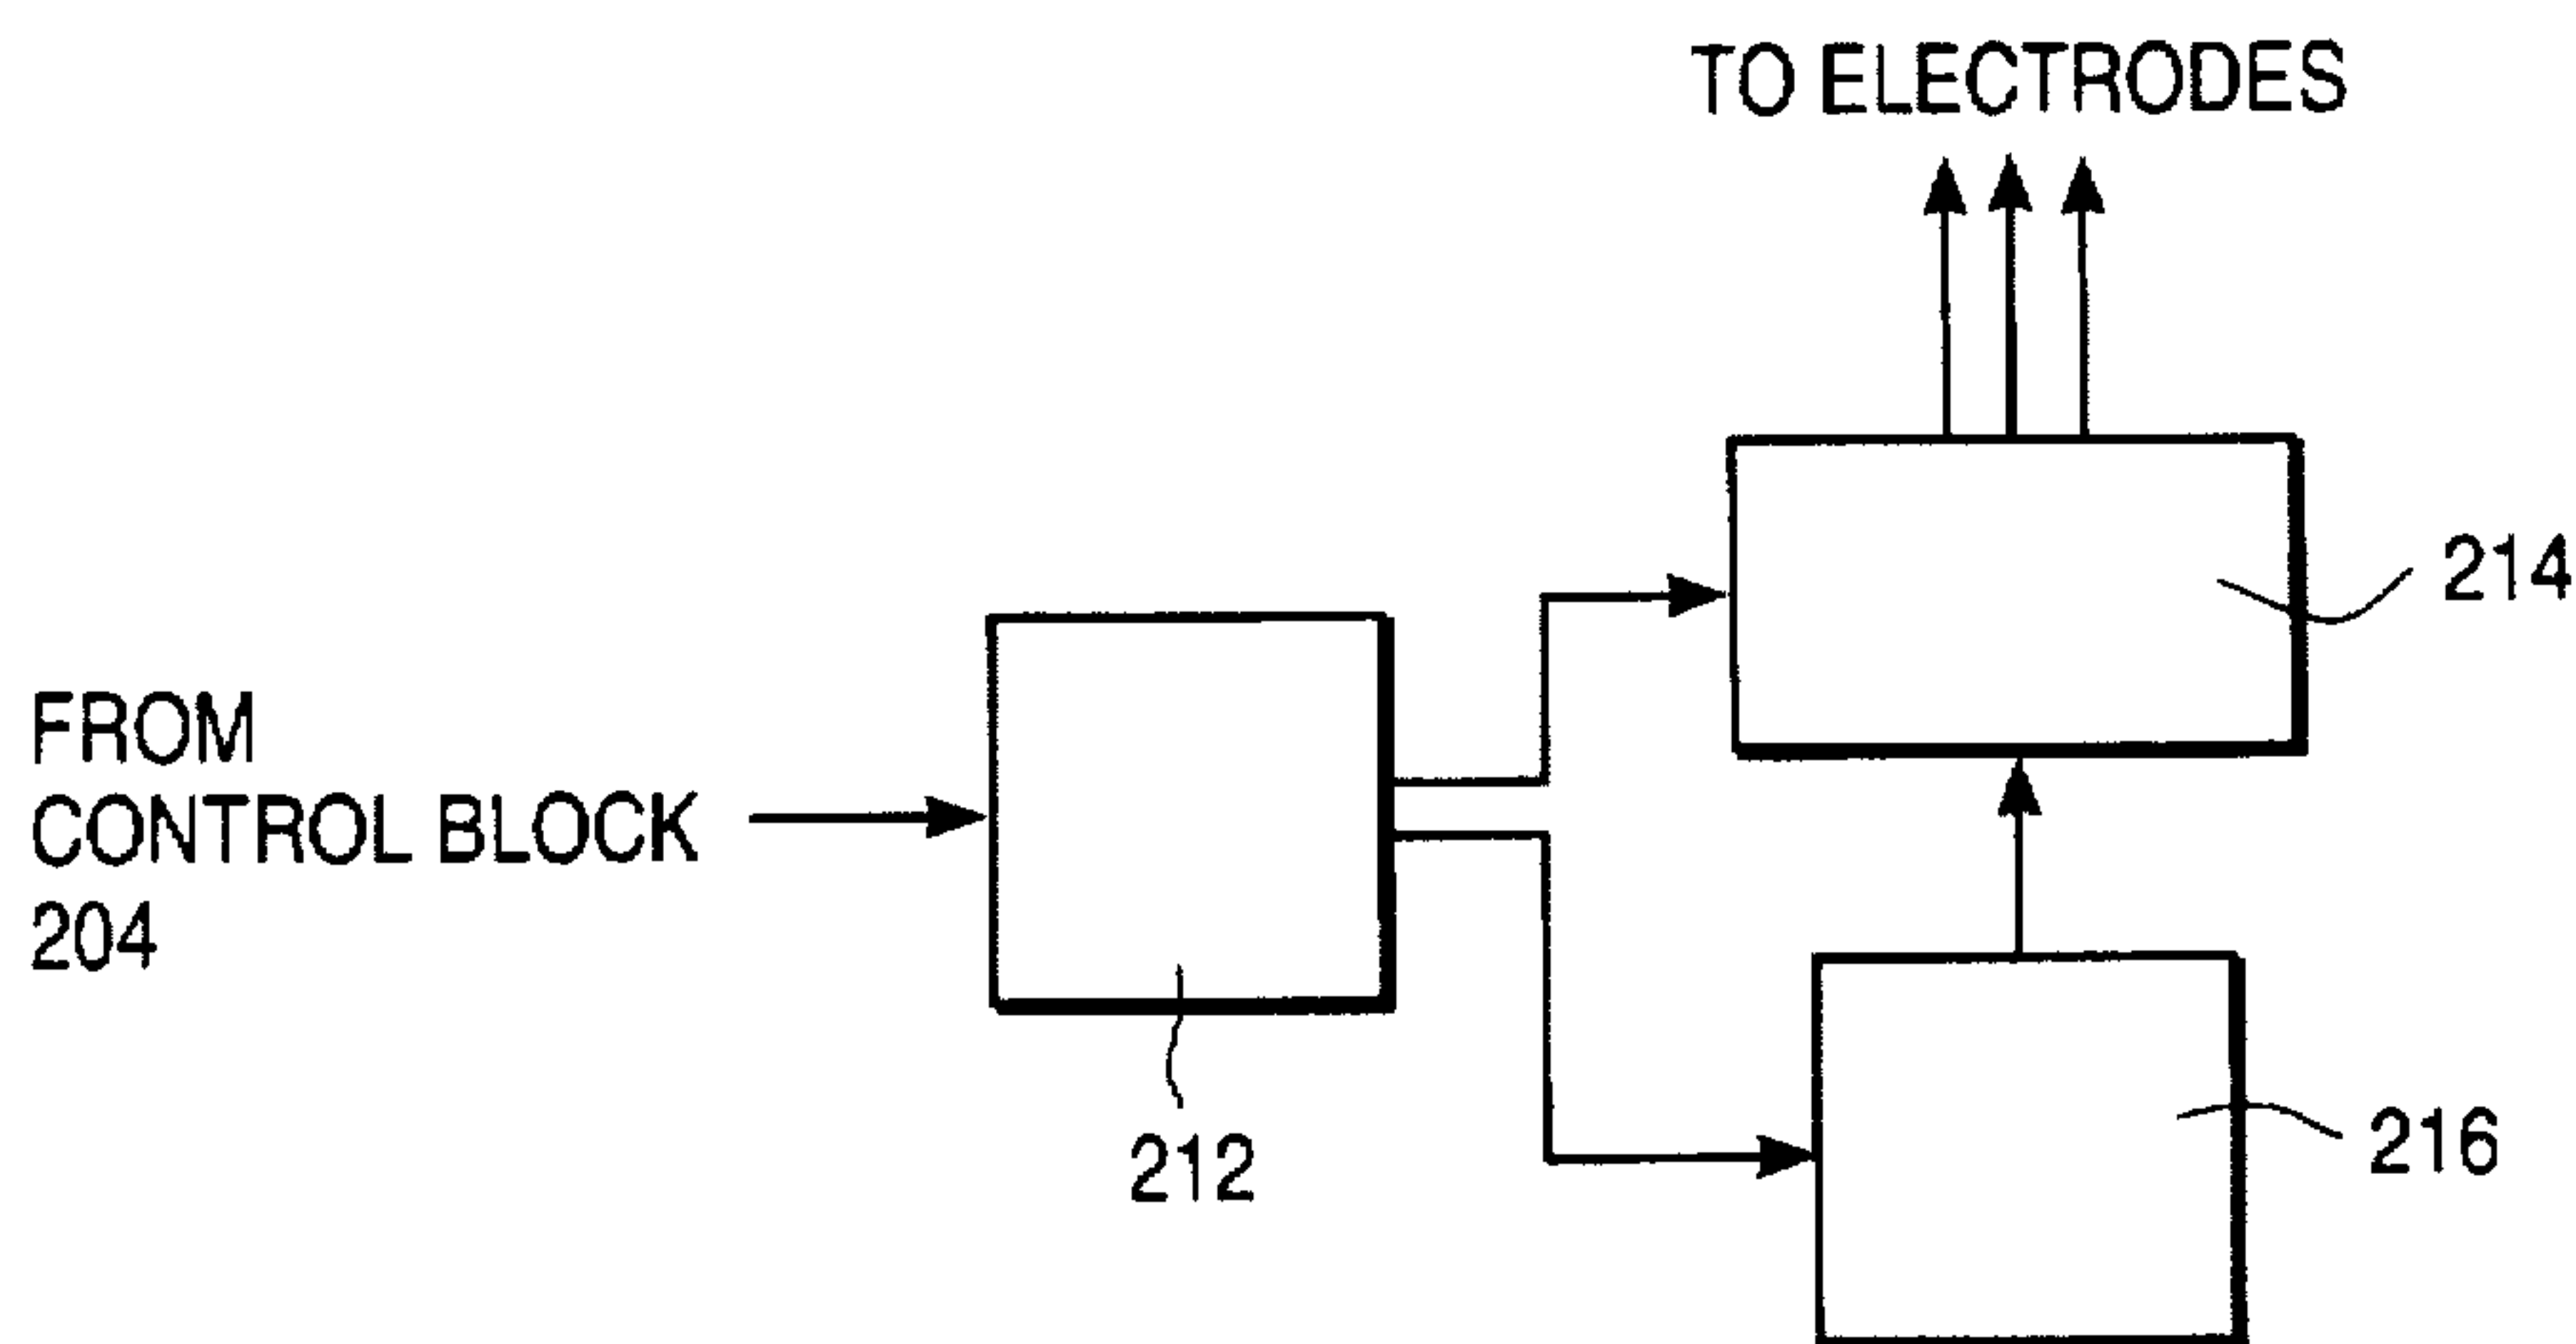 TO ELECTRODES
214
FROM
CONTROL BLOCK
204
212
216